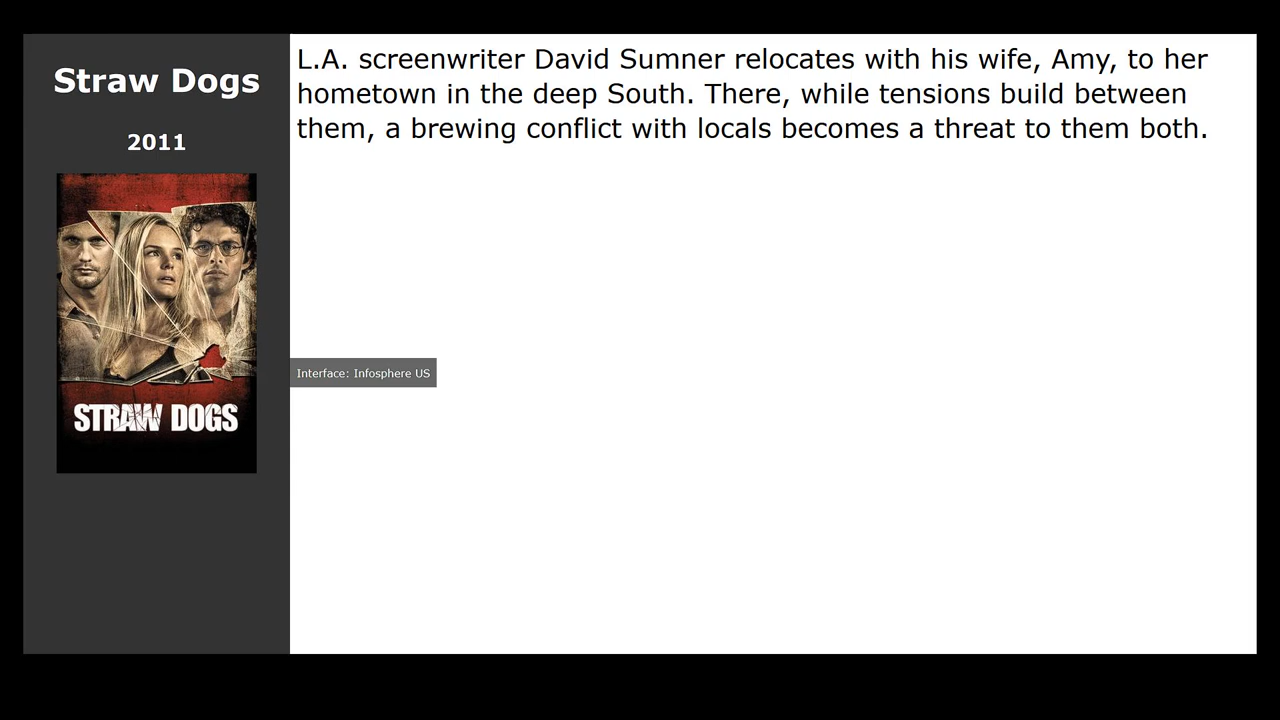 Straw Dogs
2011
STRAW DOGS
L.A. screenwriter David Sumner relocates with his wife, Amy, to her
hometown in the deep South. There, while tensions build between
them, a brewing conflict with locals becomes a threat to them both.
Interface: Infosphere US